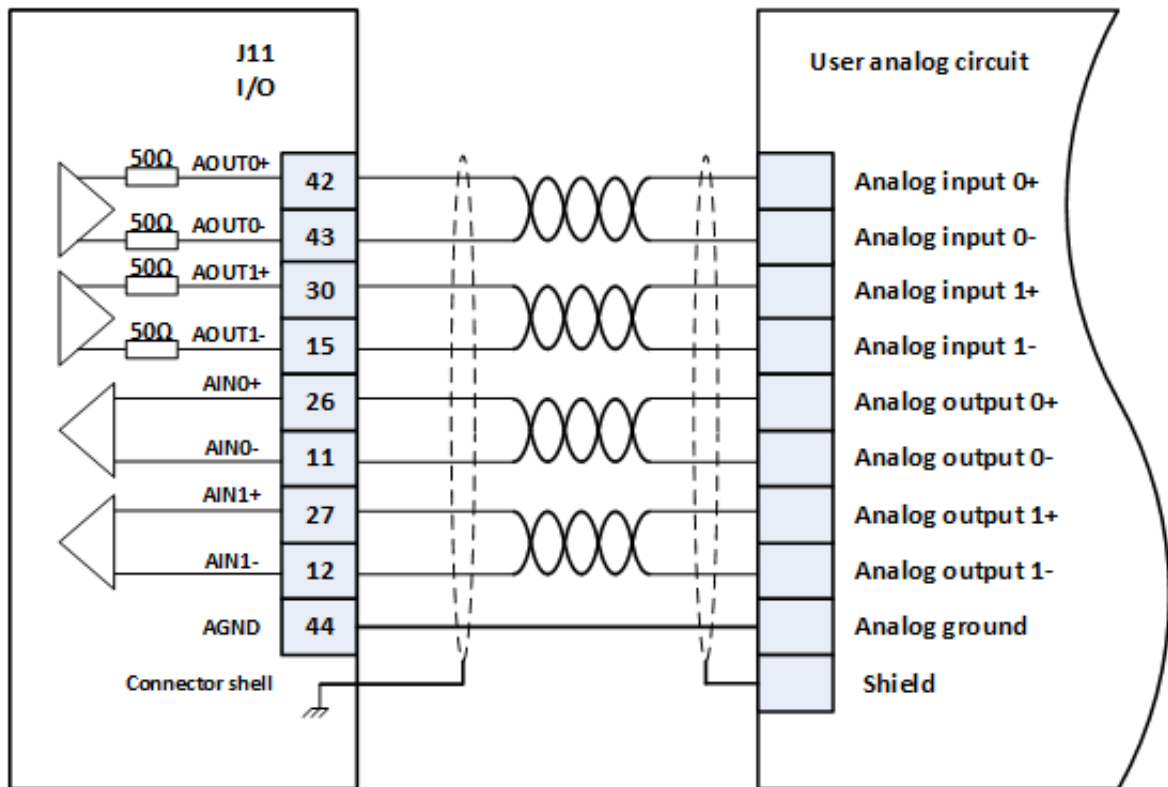 J11
I/O
User analog circuit
50Ω AOUT0+ 42 Analog input 0+
50Ω AOUT0- 43 Analog input 0-
50Ω AOUT1+ 30 Analog input 1+
50Ω AOUT1- 15 Analog input 1-
AIN0+ 26 Analog output 0+
AIN0- 11 Analog output 0-
AIN1+ 27 Analog output 1+
AIN1- 12 Analog output 1-
AGND 44 Analog ground
Connector shell Shield